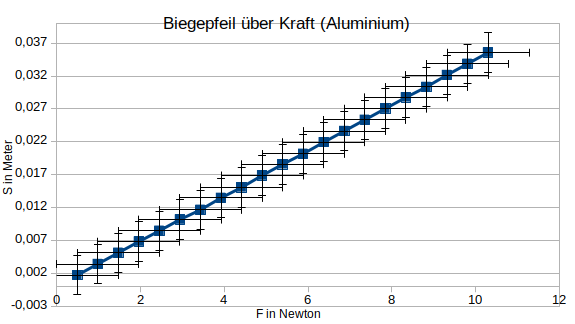 Biegepfeil über Kraft (Aluminium)
0,037
0,032
0,027
0,022
0,017
0,012
0,007
0,002
-0,003
S in Meter
0 2 4 6 8 10 12
F in Newton